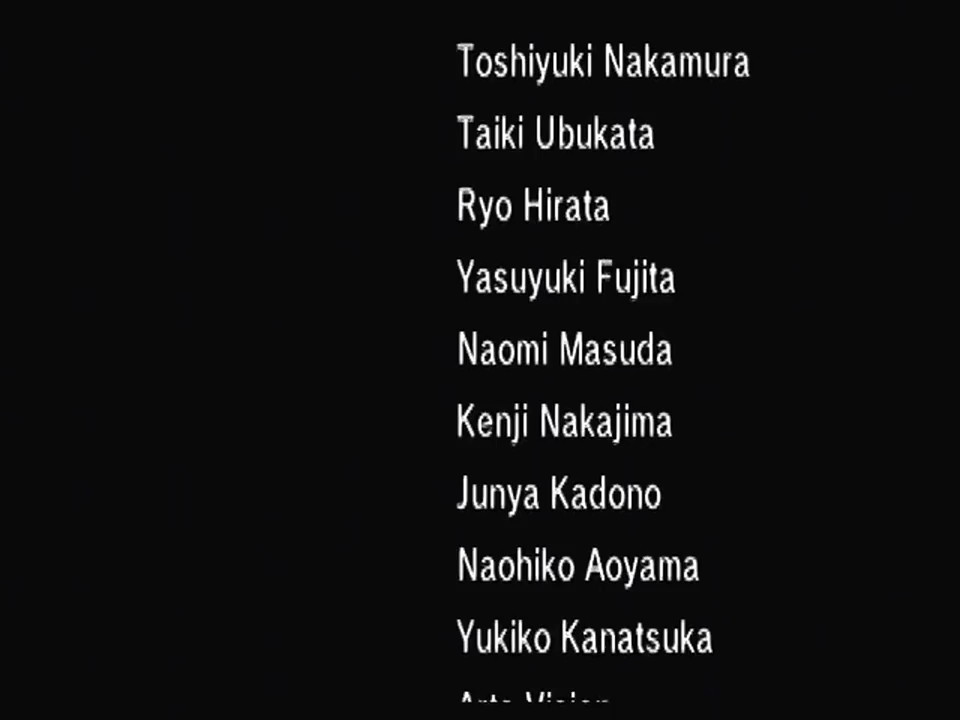 Toshiyuki Nakamura
Taiki Ubukata
Ryo Hirata
Yasuyuki Fujita
Naomi Masuda
Kenji Nakajima
Junya Kadono
Naohiko Aoyama
Yukiko Kanatsuka